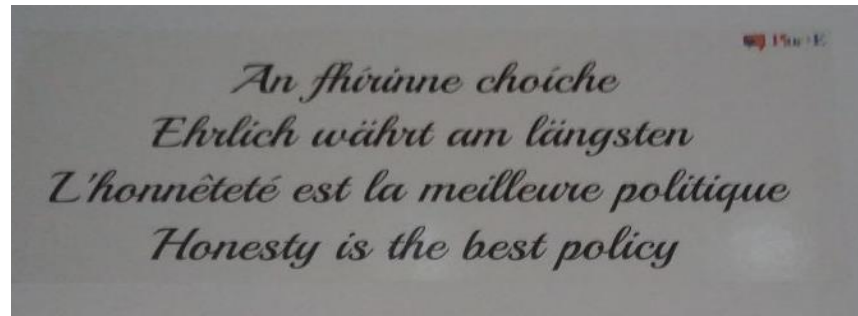 An fhírinne choíche
Ehrlich währt am längsten
L'honnêteté est la meilleure politique
Honesty is the best policy